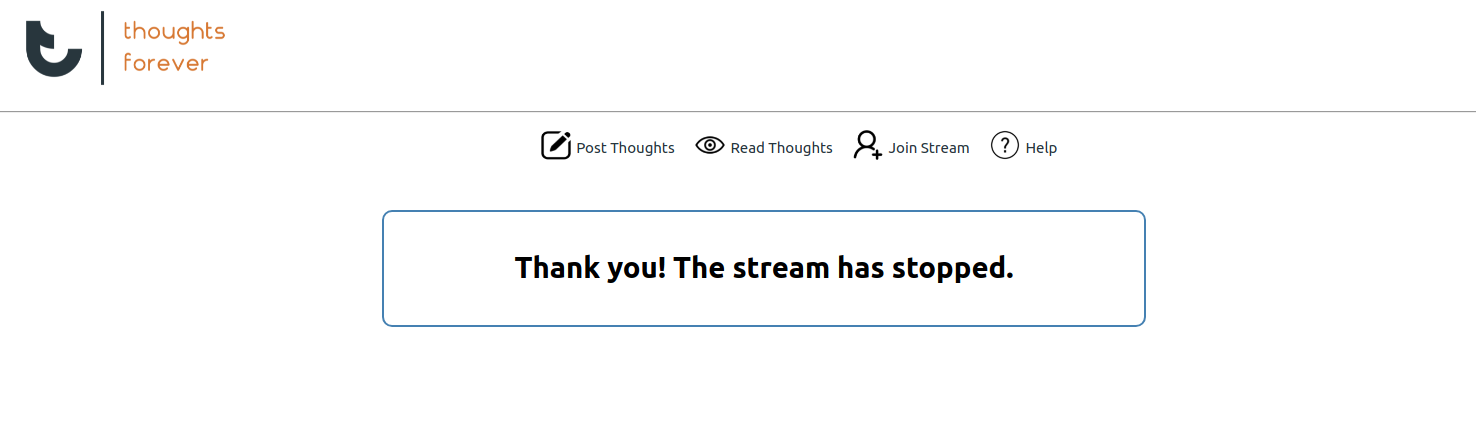 thoughts
forever
Post Thoughts Read Thoughts Join Stream ? Help
Thank you! The stream has stopped.